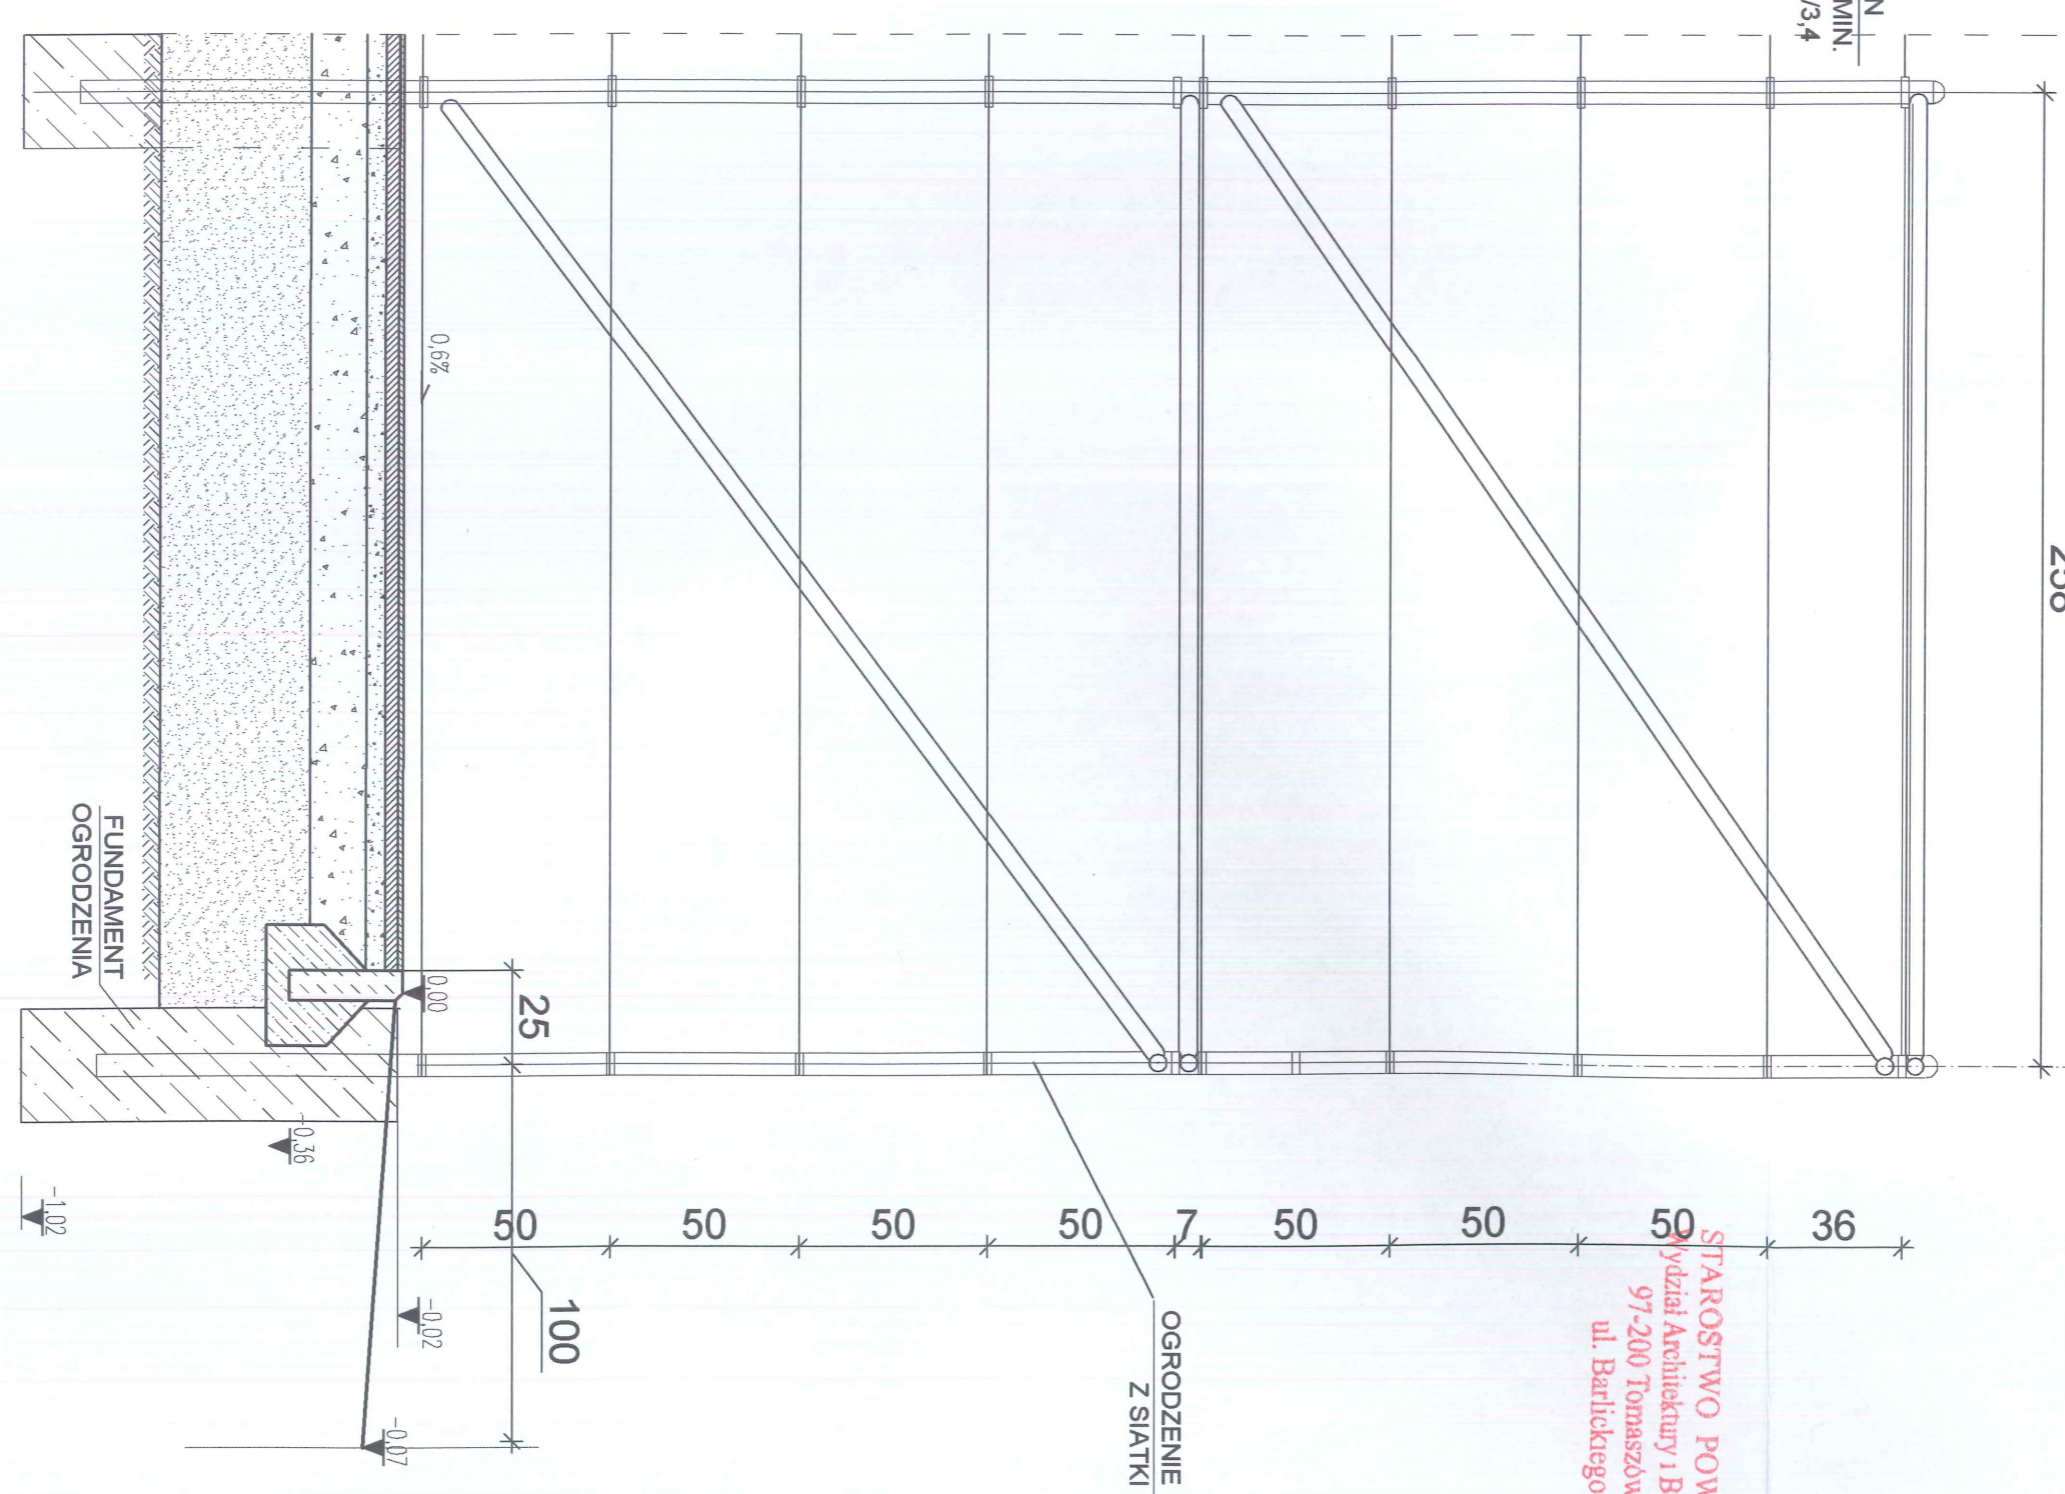 N
MIN.
/3,4
258
0,6%
FUNDAMENT
OGRODZENIA
0,00
25
-0,36
-1,02
50
50
50
50
7
50
50
50
36
100
-0,02
-0,07
OGRODZENIE
Z SIATKI
STAROSTWO POW
Wydział Architektury i B
97-200 Tomaszów
ul. Barlickiego